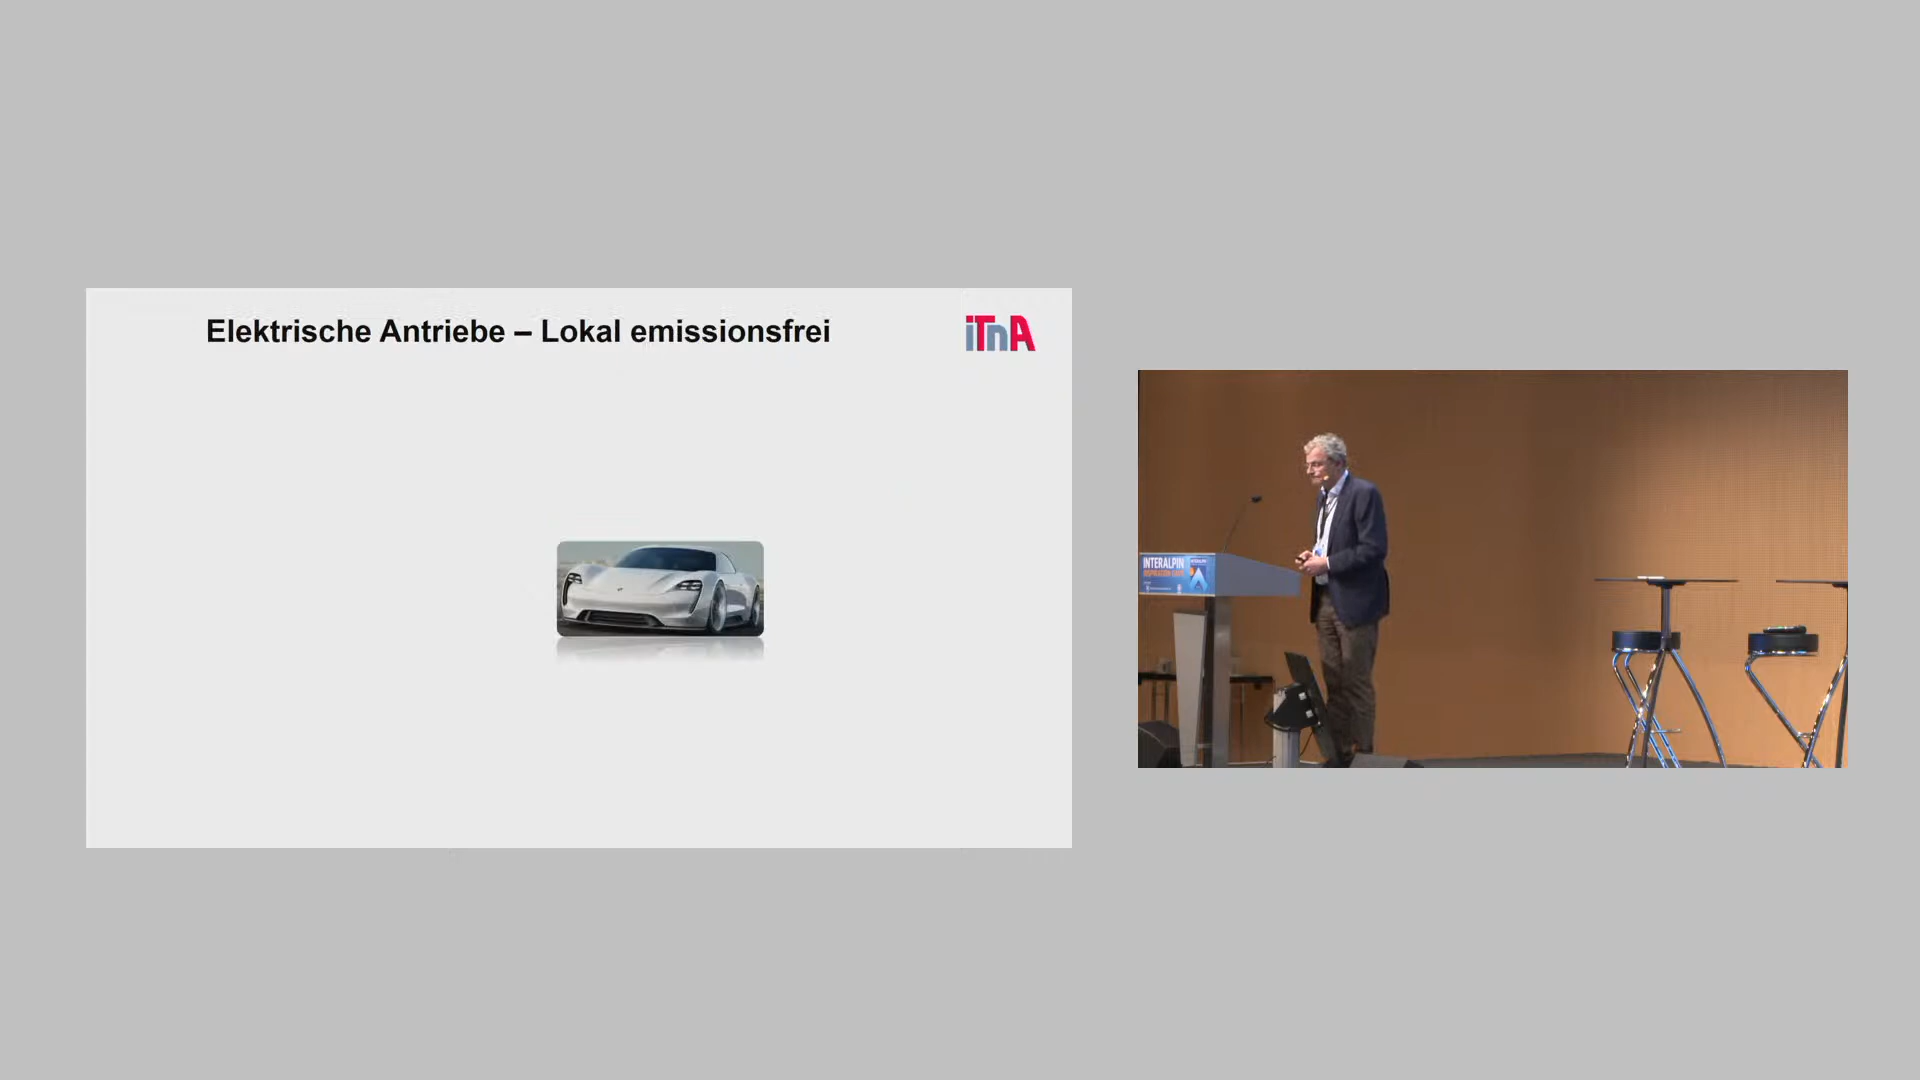 Elektrische Antriebe – Lokal emissionsfrei
iTnA
INTERALPIN